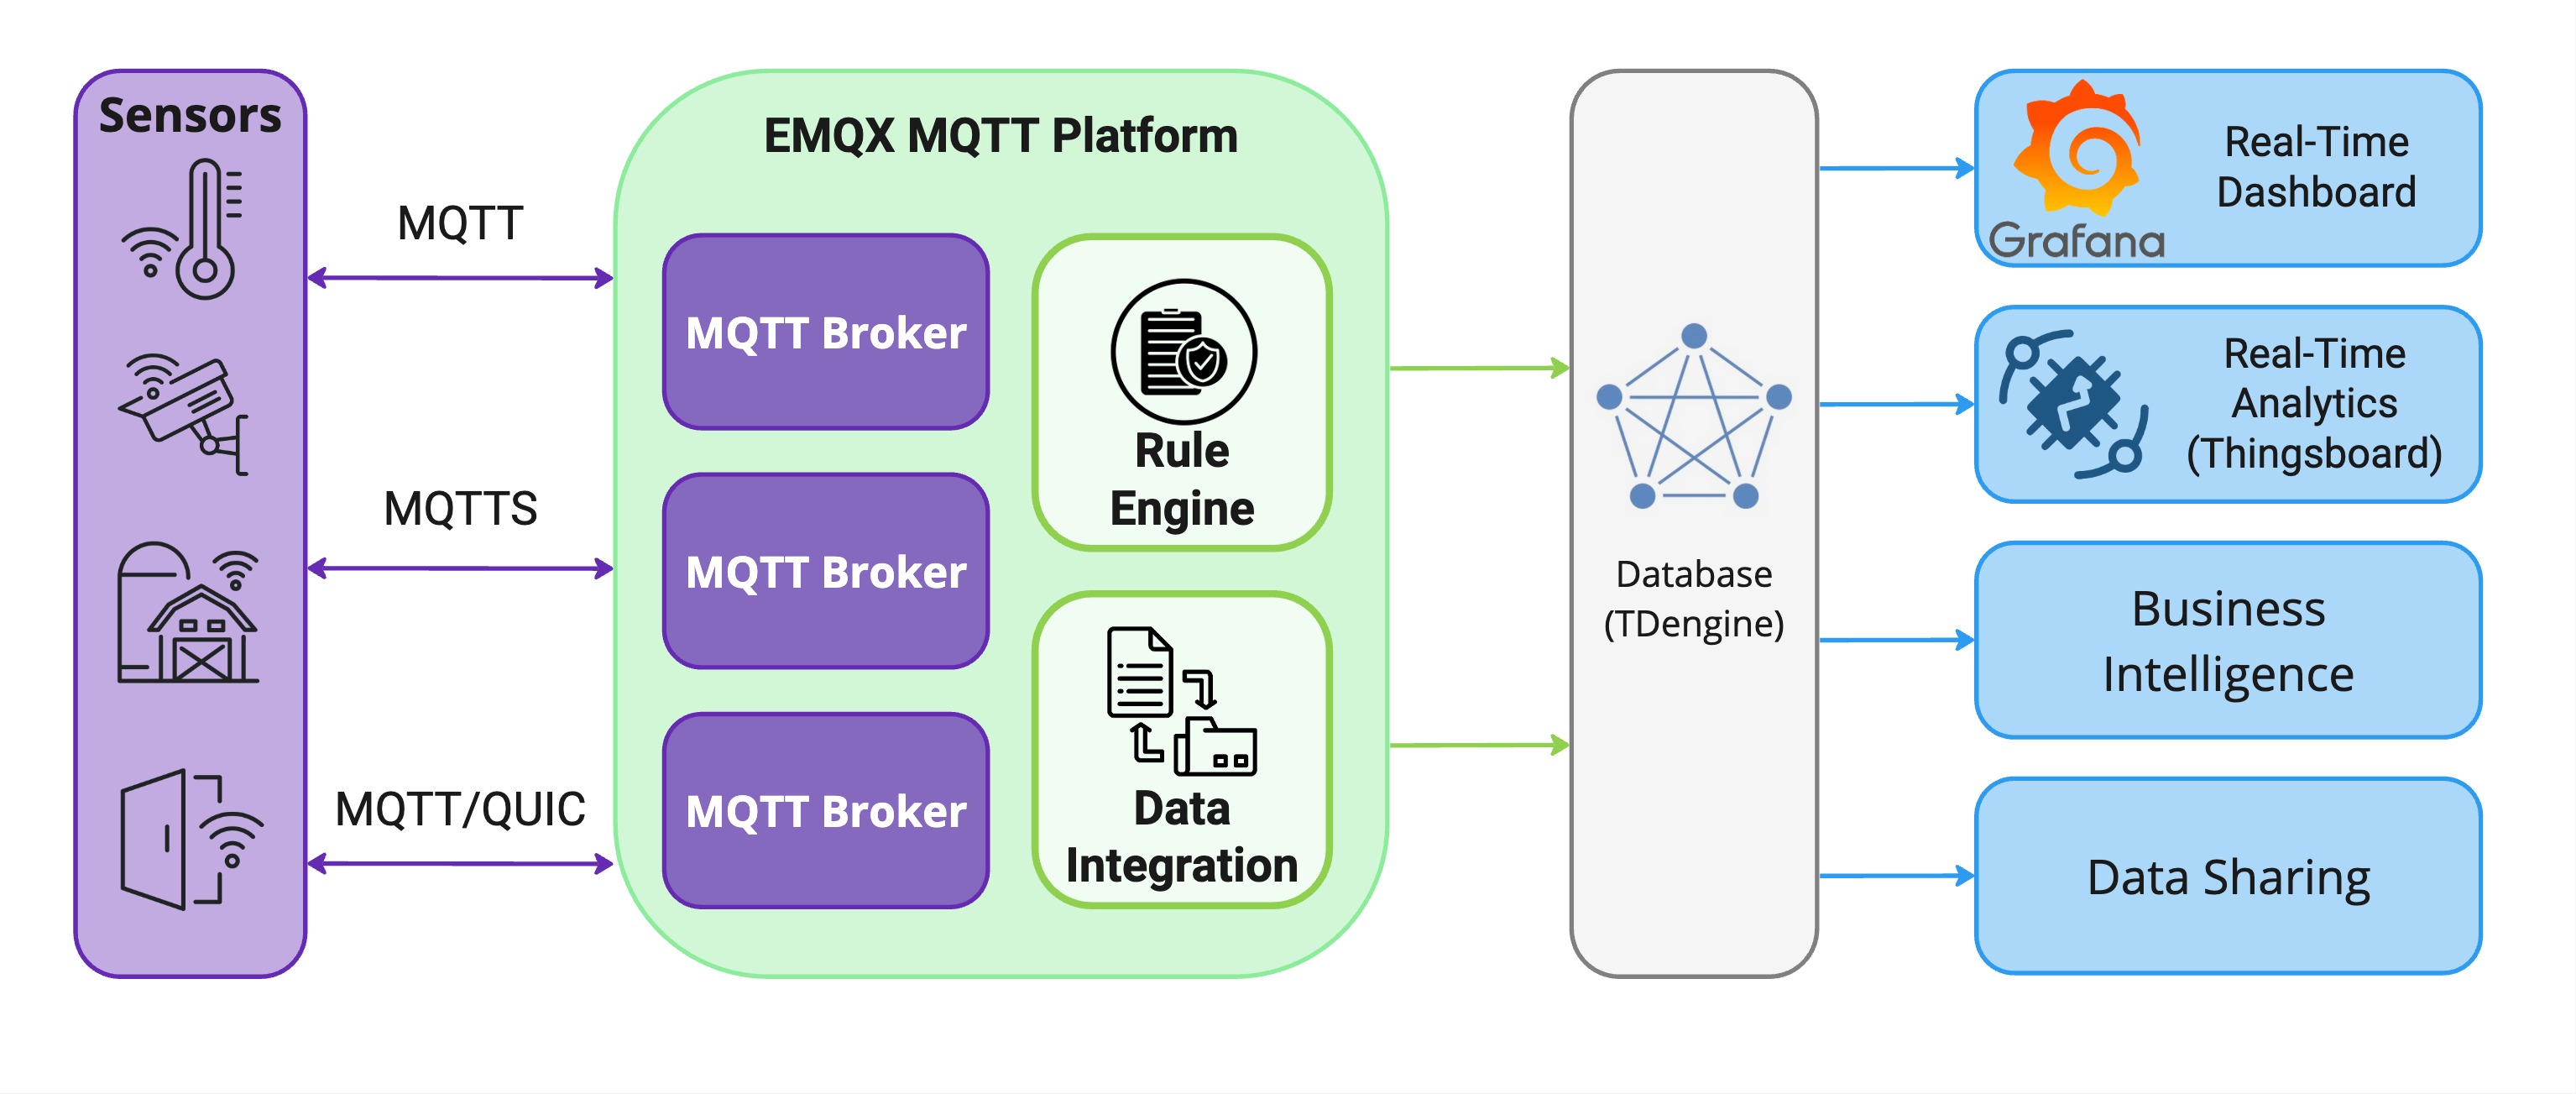 Sensors
MQTT
MQTTS
MQTT/QUIC
EMQX MQTT Platform
MQTT Broker
MQTT Broker
MQTT Broker
Rule
Engine
Data
Integration
Database
(TDengine)
Grafana
Real-Time
Dashboard
Real-Time
Analytics
(Thingsboard)
Business
Intelligence
Data Sharing